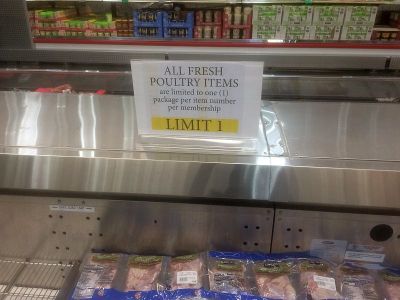 ALL FRESH
POULTRY ITEMS
are limited to one (1)
package per item number
per membership
LIMIT 1